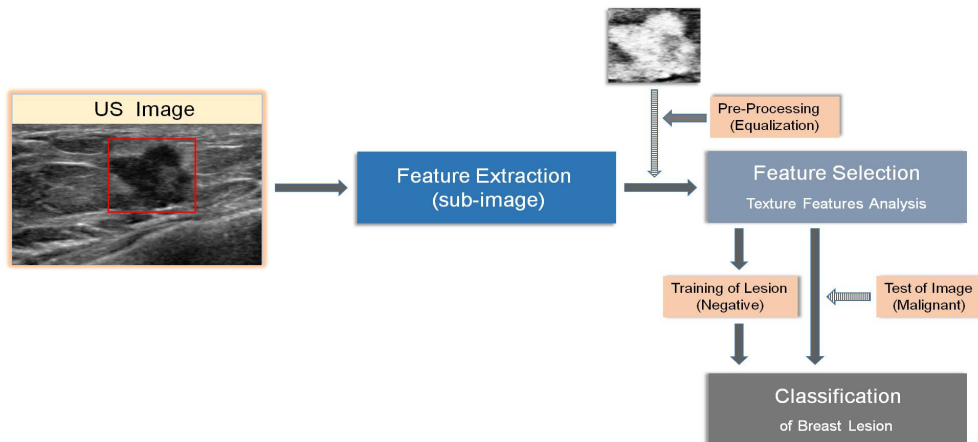 US Image
Feature Extraction
(sub-image)
Pre-Processing
(Equalization)
Feature Selection
Texture Features Analysis
Training of Lesion
(Negative)
Test of Image
(Malignant)
Classification
of Breast Lesion